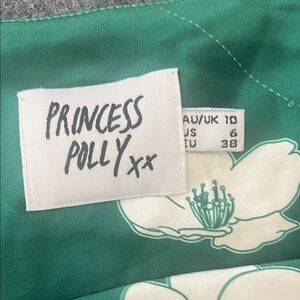 PRINCESS
POLLY xx
AU/UK 10
US 6
EU 38